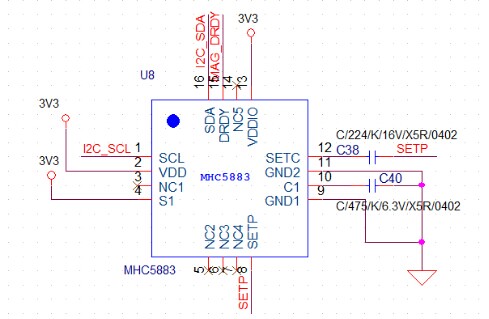 3V3
I2C_SDA
MAG_DRDY
U8
16
15
14
13
SDA
DRDY
NC5
VDDIO
3V3
I2C_SCL
3V3
1
2
3
4
SCL
VDD
NC1
S1
MHC5883
SETC
GND2
C1
GND1
12
11
10
9
C/224/K/16V/X5R/0402
C38
SETP
C40
C/475/K/6.3V/X5R/0402
NC2
NC3
NC4
SETP
MHC5883
5
6
7
8
SETP